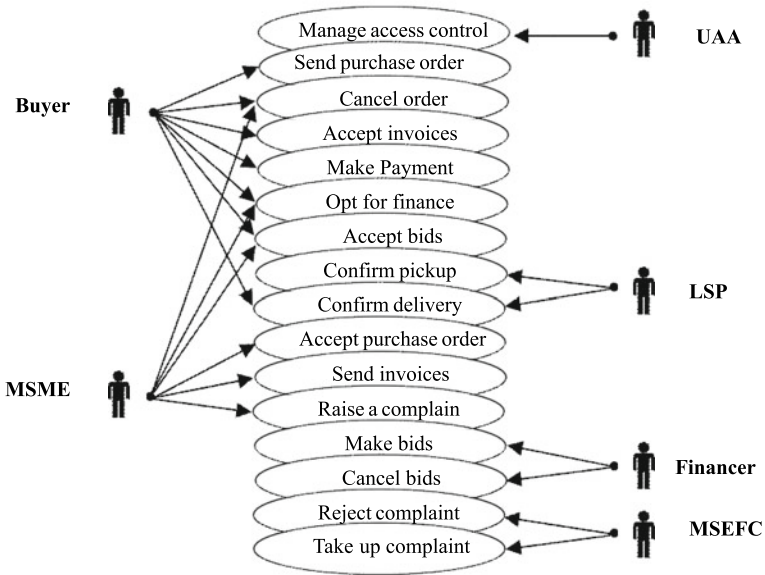 Manage access control
UAA
Send purchase order
Buyer
Cancel order
Accept invoices
Make Payment
Opt for finance
Accept bids
Confirm pickup
LSP
Confirm delivery
Accept purchase order
MSME
Send invoices
Raise a complain
Make bids
Financer
Cancel bids
Reject complaint
MSEFC
Take up complaint